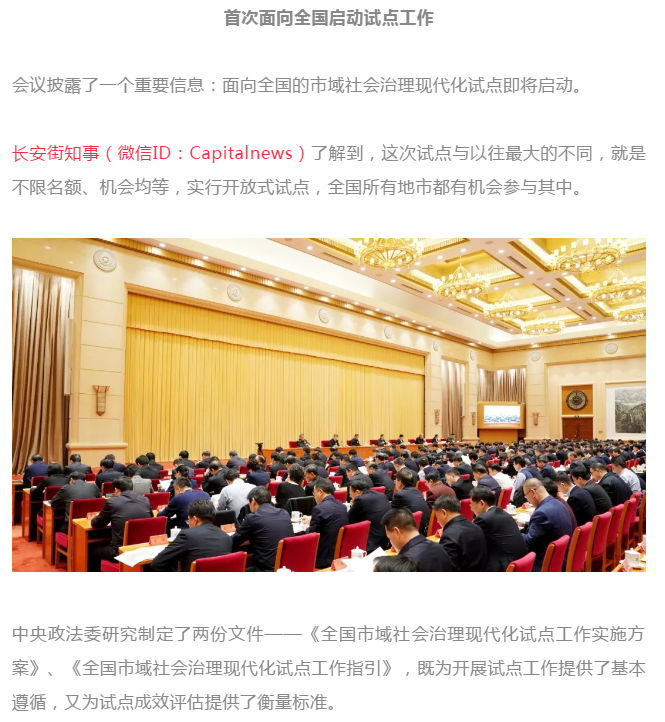 首次面向全国启动试点工作
会议披露了一个重要信息：面向全国的市域社会治理现代化试点即将启动。
长安街知事（微信ID：Capitalnews）了解到，这次试点与以往最大的不同，就是
不限名额、机会均等，实行开放式试点，全国所有地市都有机会参与其中。
中央政法委研究制定了两份文件——《全国市域社会治理现代化试点工作实施方
案》、《全国市域社会治理现代化试点工作指引》，既为开展试点工作提供了基本
遵循，又为试点成效评估提供了衡量标准。